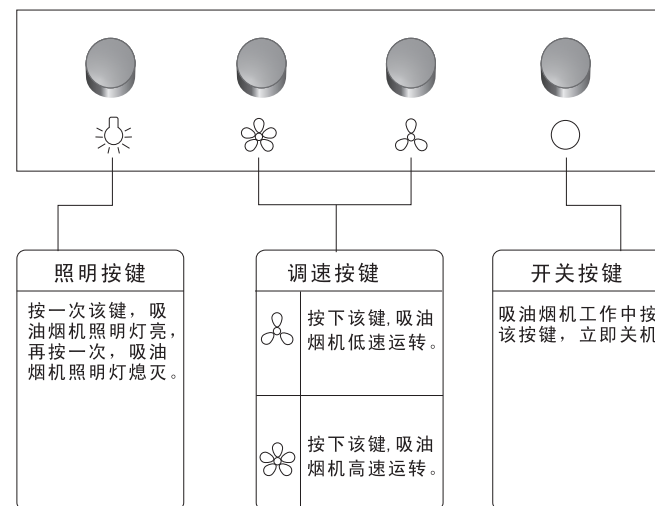 照明按键
按一次该键，吸
油烟机照明灯亮，
再按一次，吸油
烟机照明灯熄灭。
调速按键
按下该键,吸油
烟机低速运转。
按下该键,吸油
烟机高速运转。
开关按键
吸油烟机工作中按
该按键，立即关机